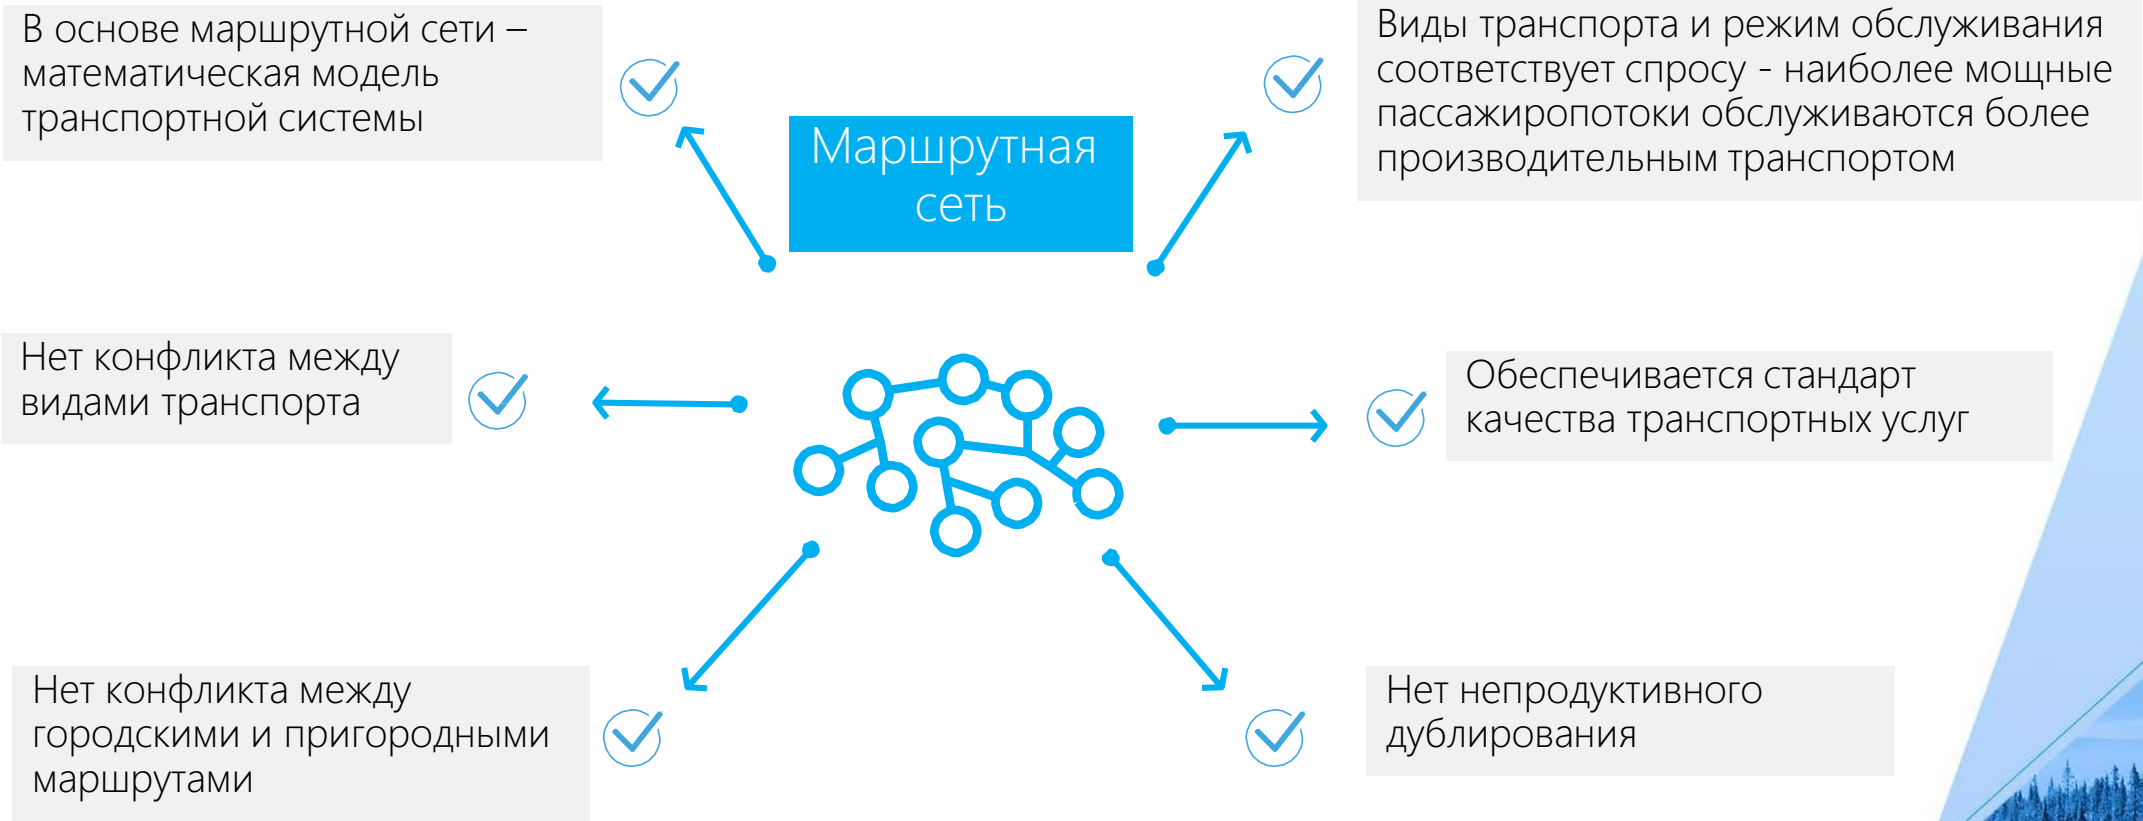 В основе маршрутной сети –
математическая модель
транспортной системы
Маршрутная
сеть
Виды транспорта и режим обслуживания
соответствует спросу - наиболее мощные
пассажиропотоки обслуживаются более
производительным транспортом
Нет конфликта между
видами транспорта
Обеспечивается стандарт
качества транспортных услуг
Нет конфликта между
городскими и пригородными
маршрутами
Нет непродуктивного
дублирования